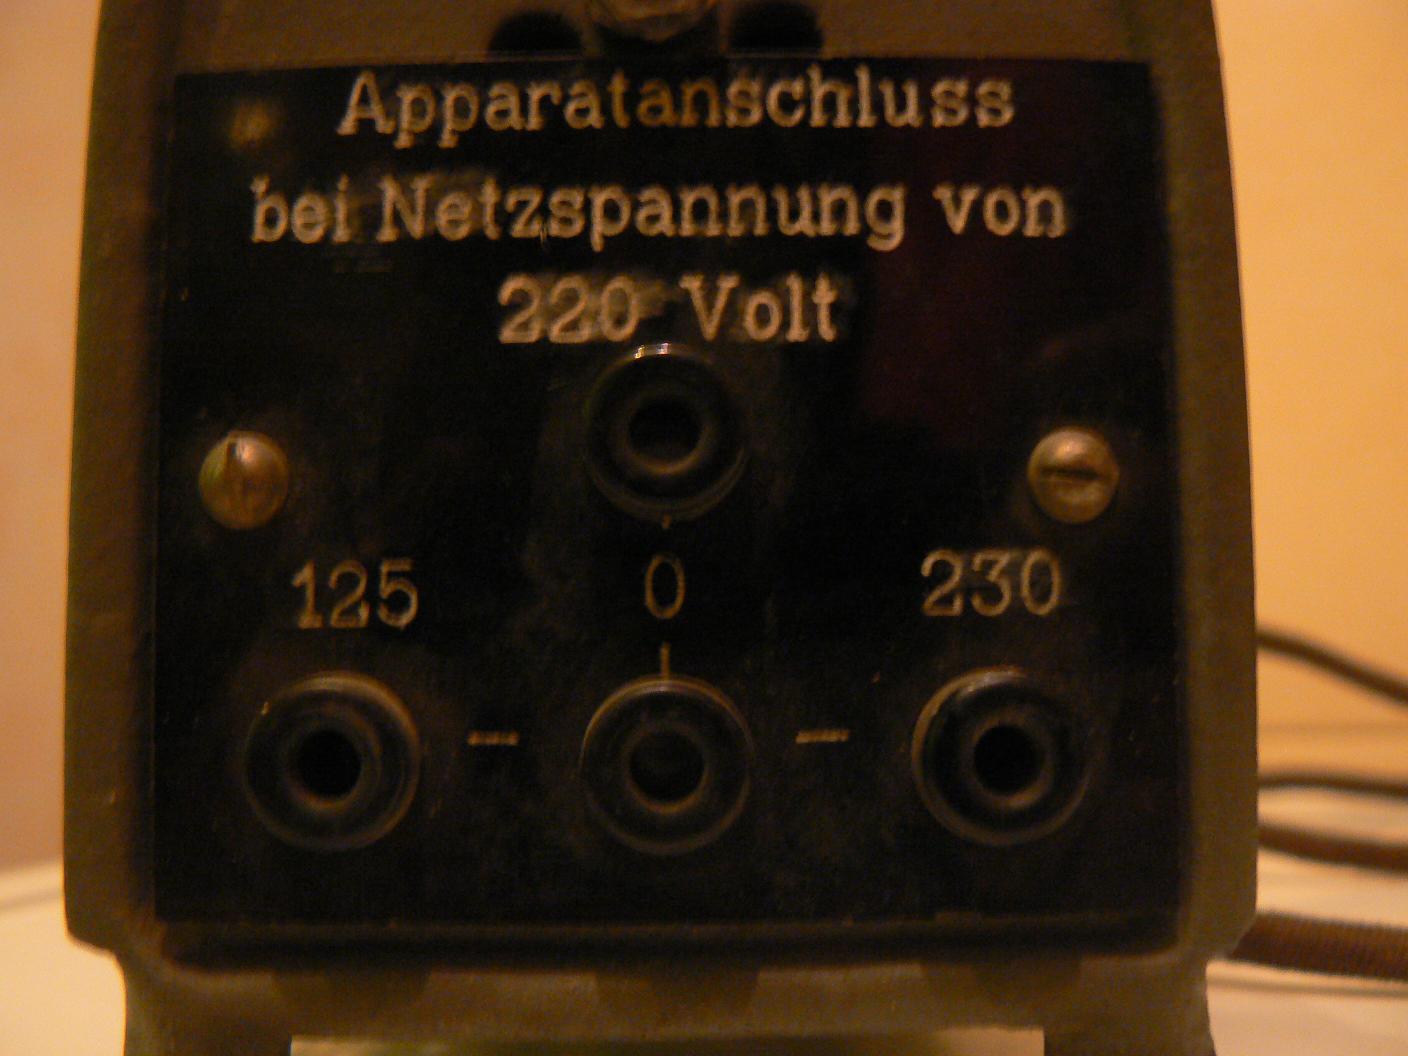 Apparatanschluss
bei Netzspannung von
220 Volt
125 0 230